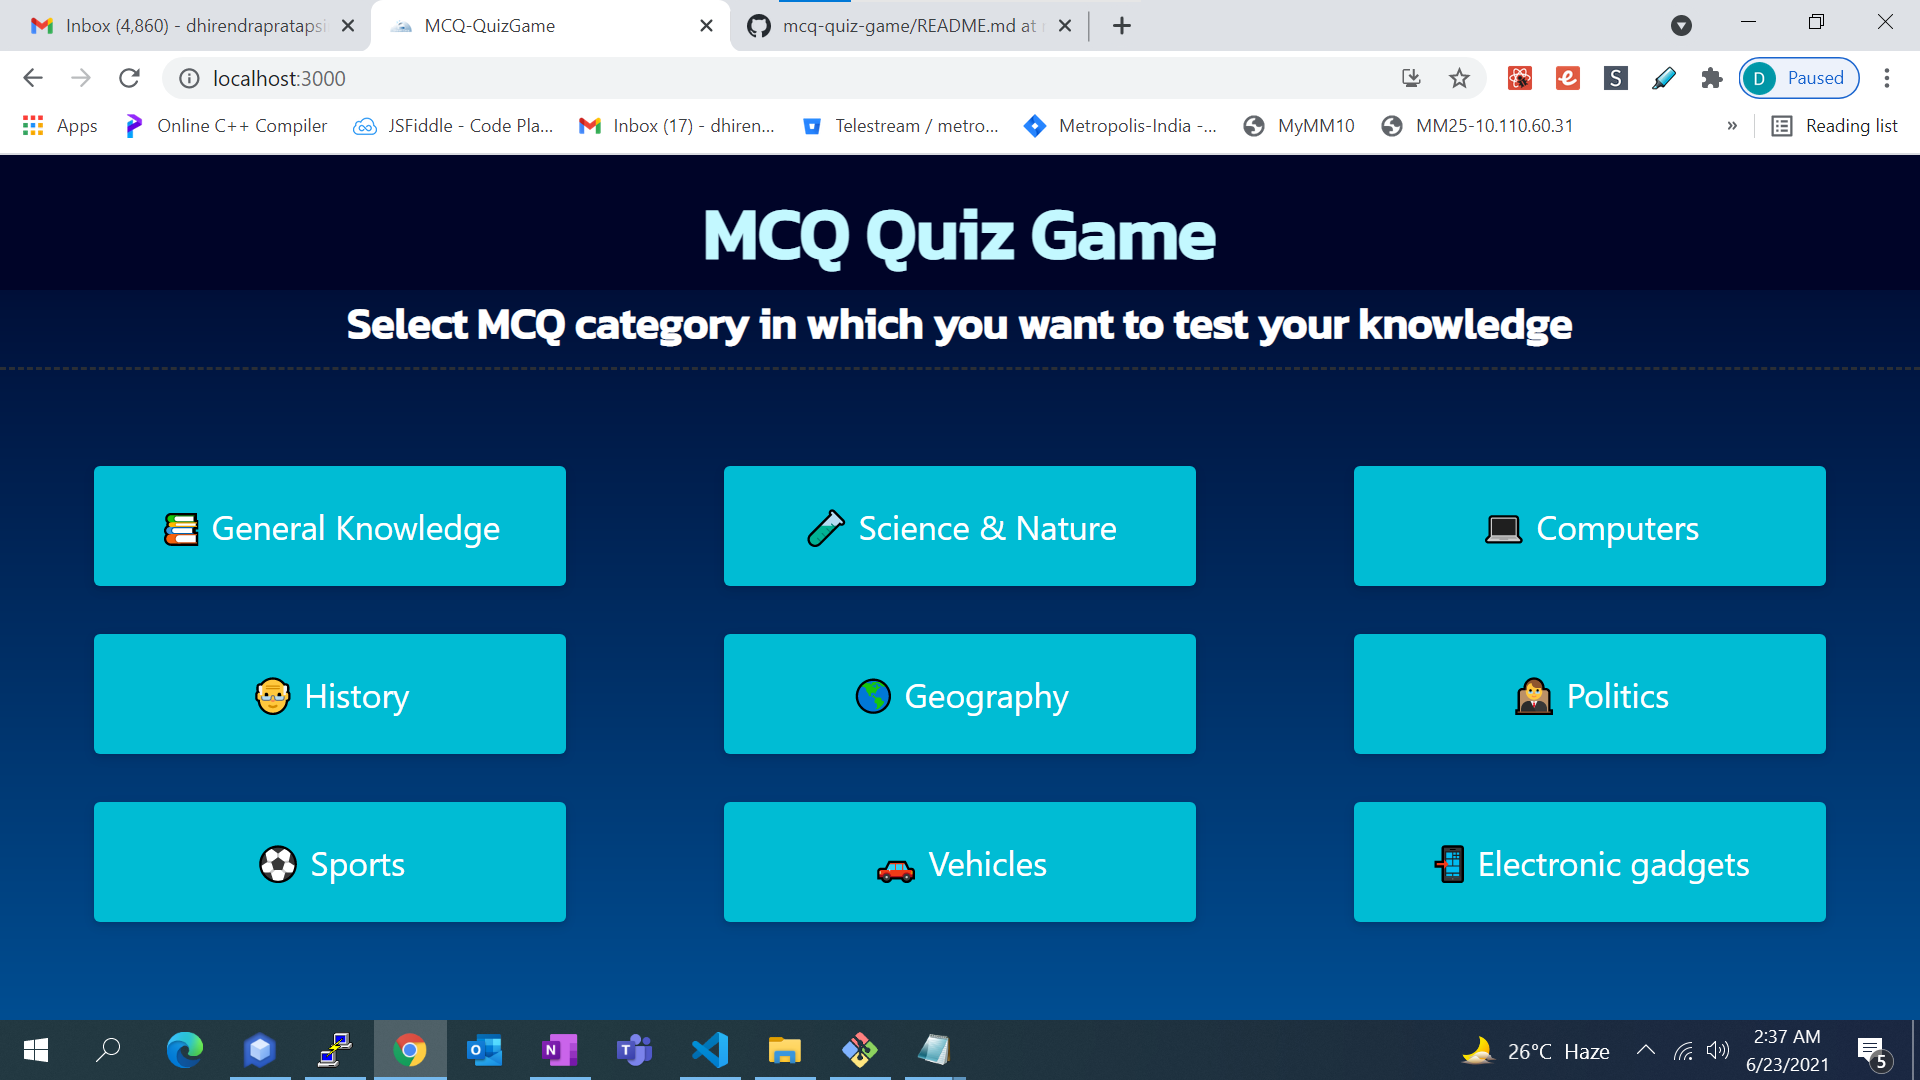 Inbox (4,860) - dhirendrapratapsi
MCQ-QuizGame
mcq-quiz-game/README.md at
localhost:3000
S
D
Paused
Apps
Online C++ Compiler
JSFiddle - Code Pla...
Inbox (17) - dhiren...
Telestream / metro...
Metropolis-India -...
MyMM10
MM25-10.110.60.31
»
Reading list
MCQ Quiz Game
Select MCQ category in which you want to test your knowledge
General Knowledge
Science & Nature
Computers
History
Geography
Politics
Sports
Vehicles
Electronic gadgets
26°C Haze
2:37 AM
6/23/2021
5